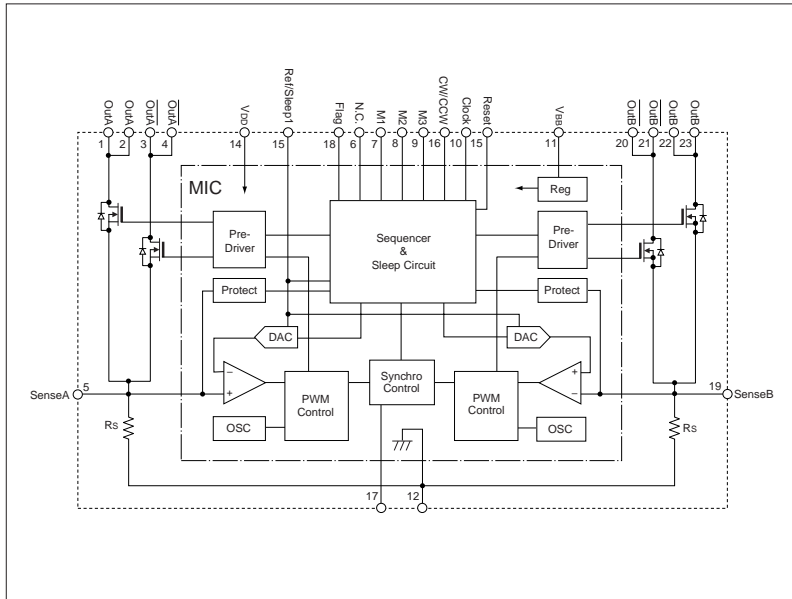 OutA
OutA
OutA
OutA
VDD
Ref/Sleep1
Flag
N.C.
M1
M2
M3
CW/CCW
Clock
Reset
VBB
OutB
OutB
OutB
OutB
1
2
3
4
14
15
18
6
7
8
9
16
10
15
11
20
21
22
23
MIC
Reg
Pre-
Driver
Sequencer
&
Sleep Circuit
Pre-
Driver
Protect
Protect
DAC
DAC
SenseA
5
−
+
PWM
Control
Synchro
Control
PWM
Control
+
−
19
SenseB
Rs
OSC
OSC
Rs
17
12